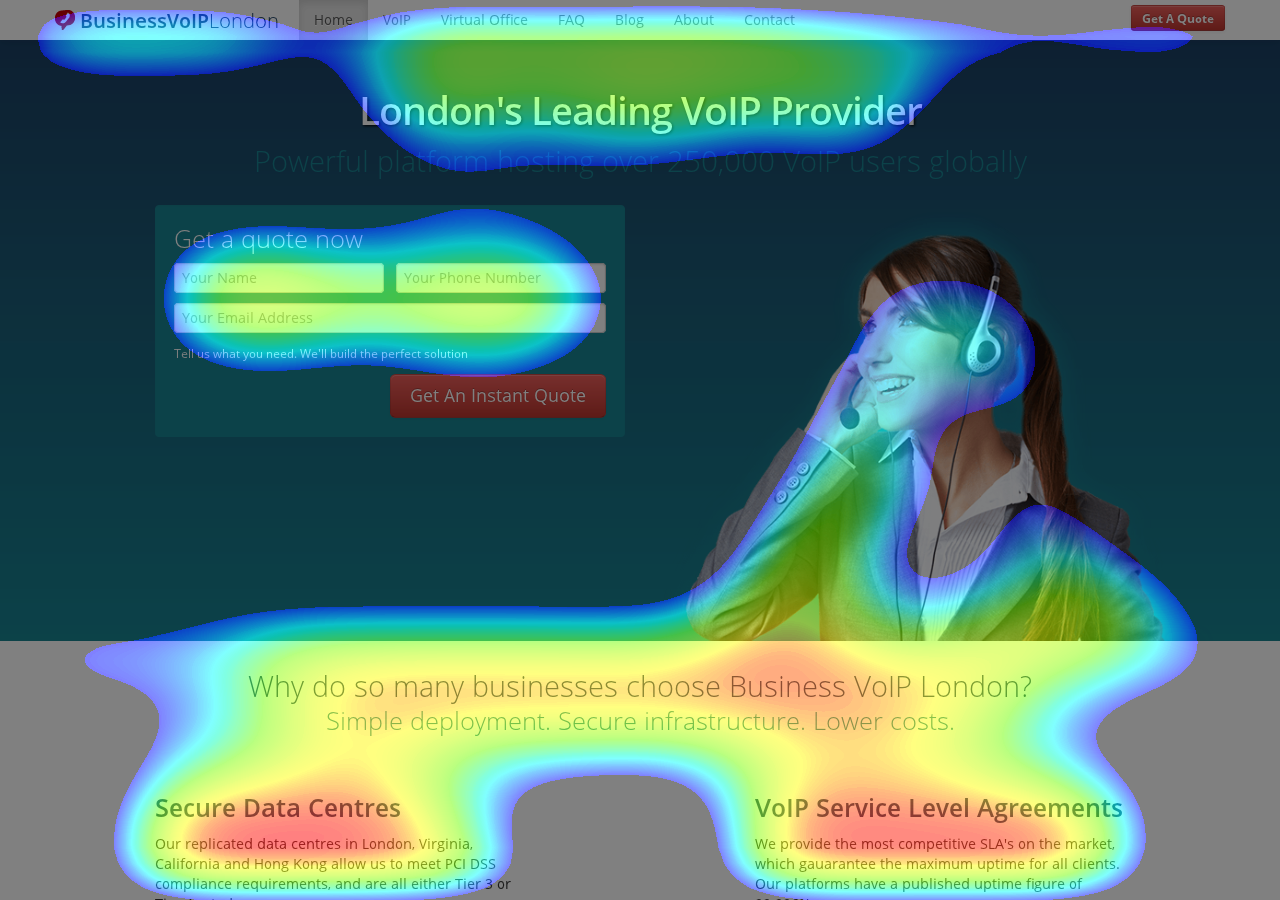 BusinessVoIPLondon Home VoIP Virtual Office FAQ Blog About Contact Get A Quote
London's Leading VoIP Provider
Powerful platform hosting over 250,000 VoIP users globally
Get a quote now
Your Name Your Phone Number
Your Email Address
Tell us what you need. We'll build the perfect solution
Get An Instant Quote
Why do so many businesses choose Business VoIP London?
Simple deployment. Secure infrastructure. Lower costs.
Secure Data Centres
Our replicated data centres in London, Virginia,
California and Hong Kong allow us to meet PCI DSS
compliance requirements, and are all either Tier 3 or
VoIP Service Level Agreements
We provide the most competitive SLA's on the market,
which gauarantee the maximum uptime for all clients.
Our platforms have a published uptime figure of